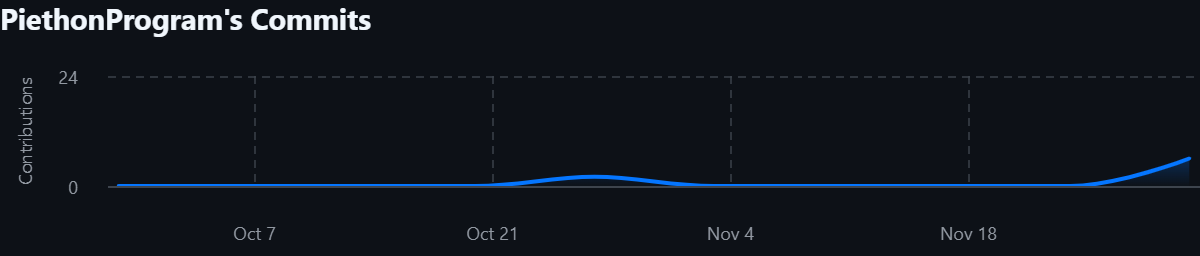 PiethonProgram's Commits
24
Contributions
0
Oct 7
Oct 21
Nov 4
Nov 18